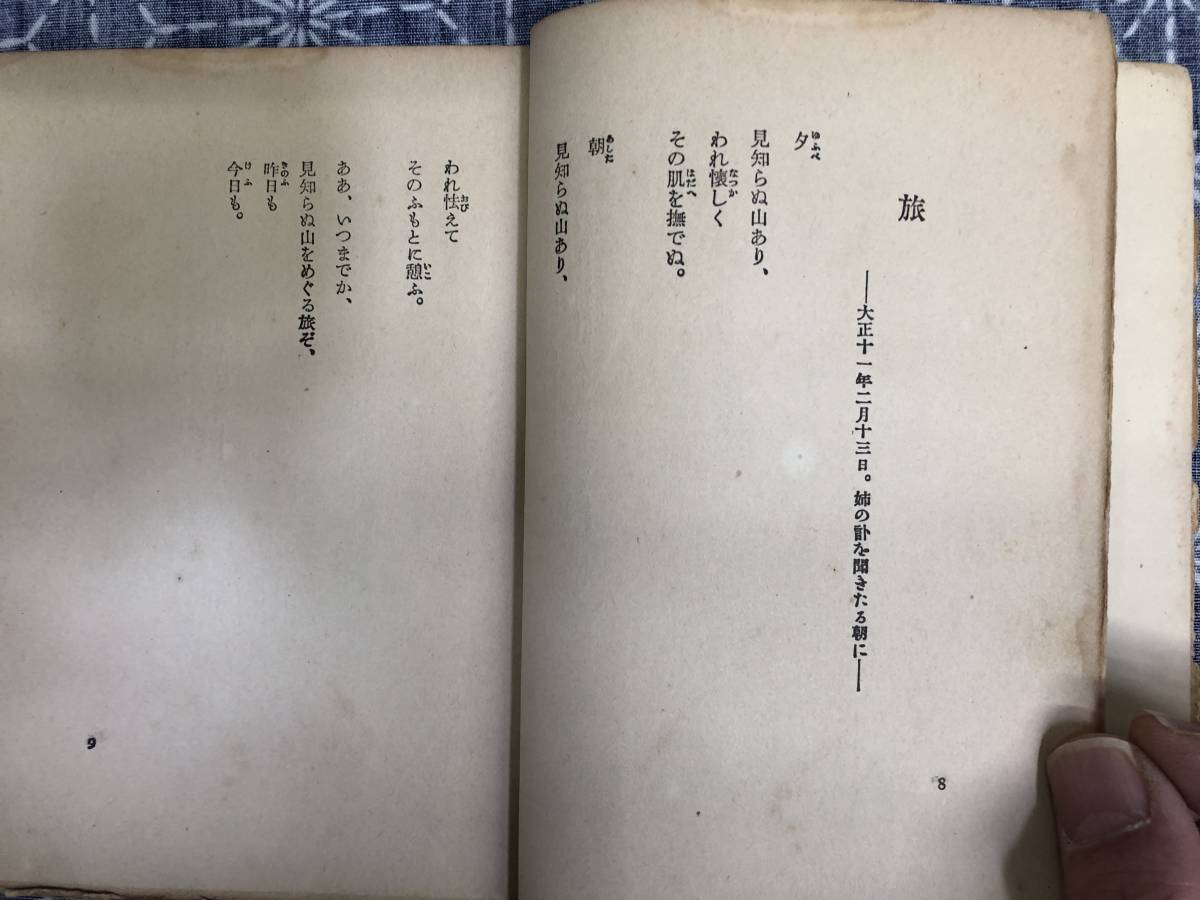 旅
――大正十一年二月十三日。姉の訃を聞きたる朝に――
夕
見知らぬ山あり、
われ懐しく
その肌を撫でぬ。
朝
見知らぬ山あり、
8
われ怯えて
そのふもとに憩ふ。
ああ、いつまでか、
見知らぬ山をめぐる旅ぞ、
昨日も
今日も。
9
ゆふべ
なつか
はだへ
あした
おび
いこ
きのふ
けふ